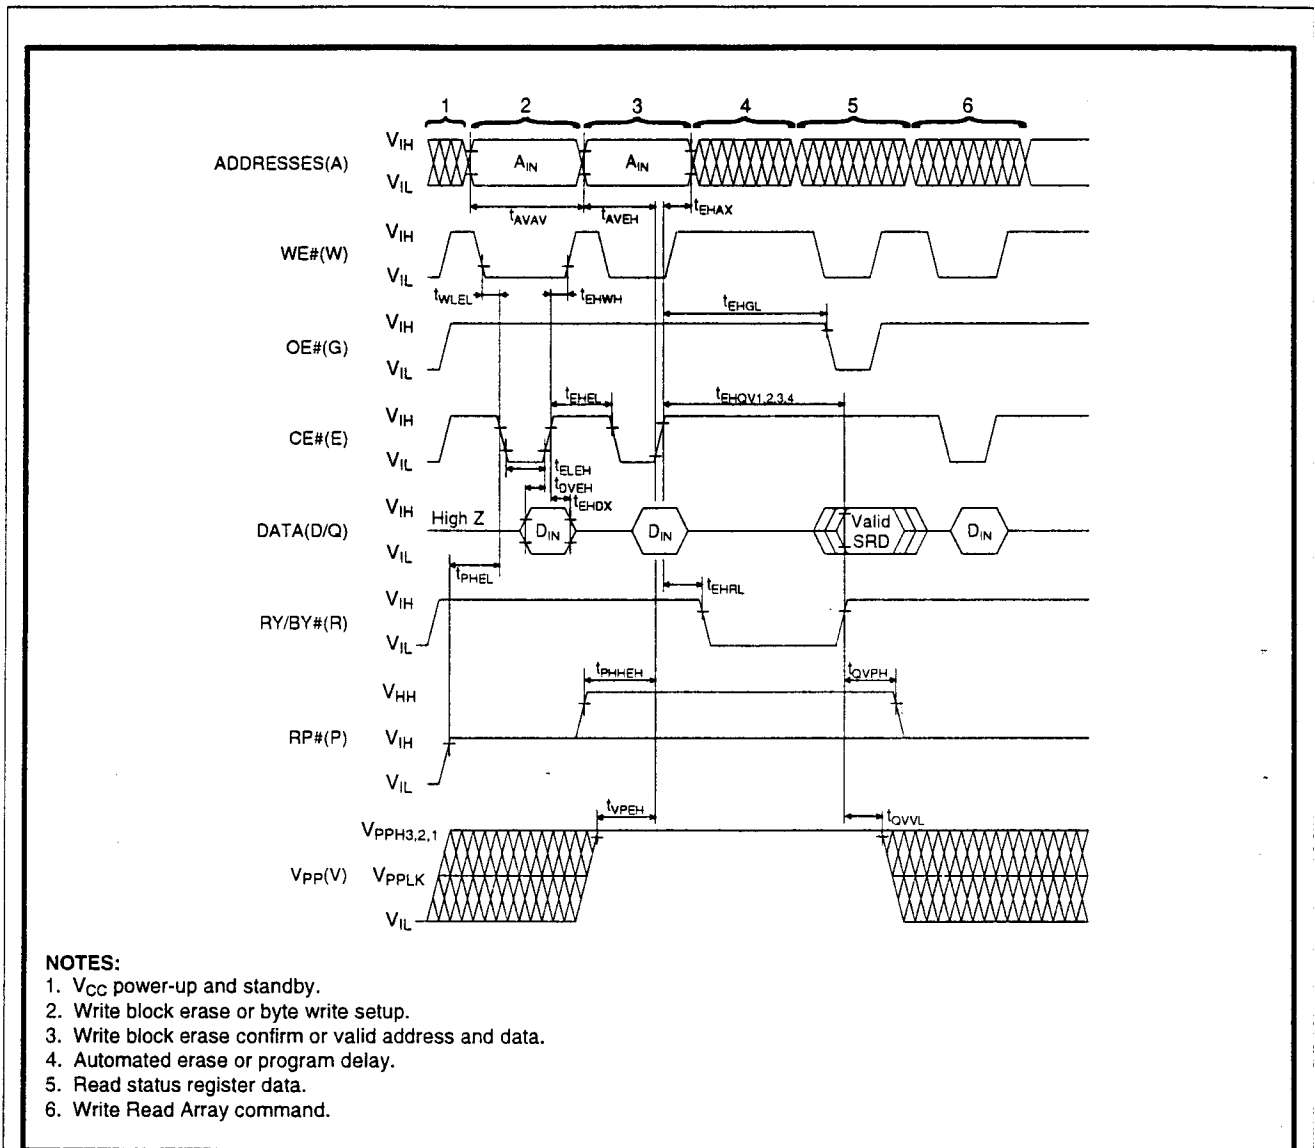 1 2 3 4 5 6
ADDRESSES(A) VIH VIL AIN AIN
tAVAV tAVEH tEHAX
WE#(W) VIH VIL
tWLEL tEHWH tEHGL
OE#(G) VIH VIL
tEHEL tEHQV1,2,3,4
CE#(E) VIH VIL
tELEH
tDVEH
tEHDX
DATA(D/Q) VIH VIL High Z DIN DIN Valid SRD DIN
tPHEL tEHRL
RY/BY#(R) VIH VIL
tPHHEH tQVPH
RP#(P) VHH VIH VIL
tVPEH tQVVL
VPP(V) VPPH3,2,1 VPPLK VIL
NOTES:
1. VCC power-up and standby.
2. Write block erase or byte write setup.
3. Write block erase confirm or valid address and data.
4. Automated erase or program delay.
5. Read status register data.
6. Write Read Array command.